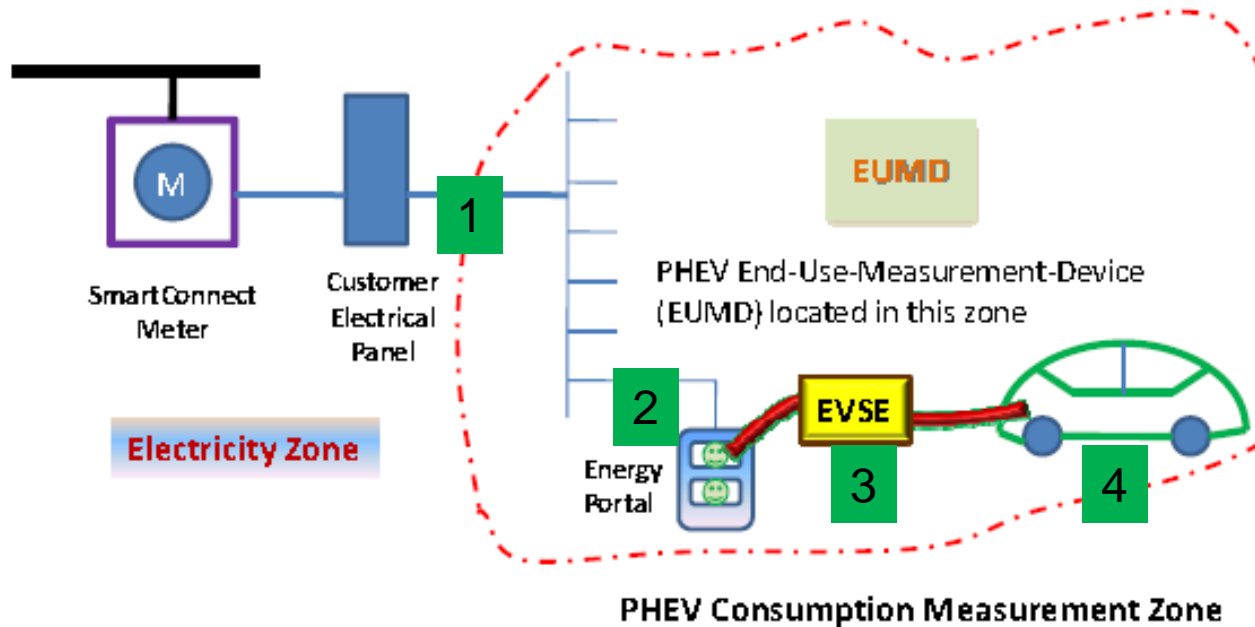 M
SmartConnect
Meter
Customer
Electrical
Panel
1
EUMD
PHEV End-Use-Measurement-Device
(EUMD) located in this zone
Electricity Zone
2
Energy
Portal
EVSE
3
4
PHEV Consumption Measurement Zone